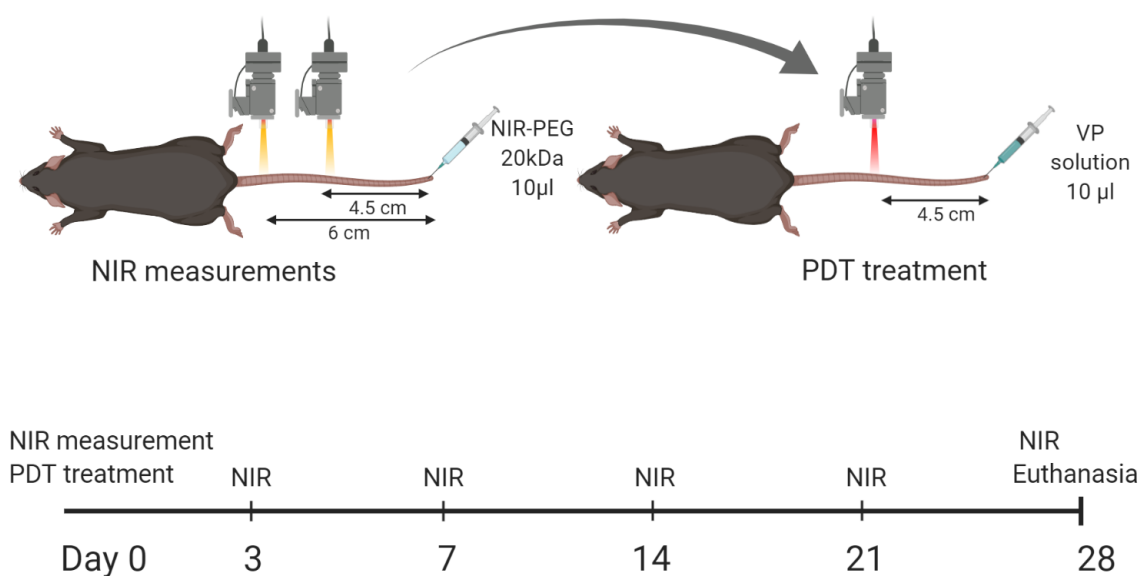 NIR-PEG
20kDa
10µl
4.5 cm
6 cm
NIR measurements
VP
solution
10 µl
4.5 cm
PDT treatment
NIR measurement
PDT treatment
NIR
NIR
NIR
NIR
NIR
Euthanasia
Day 0
3
7
14
21
28